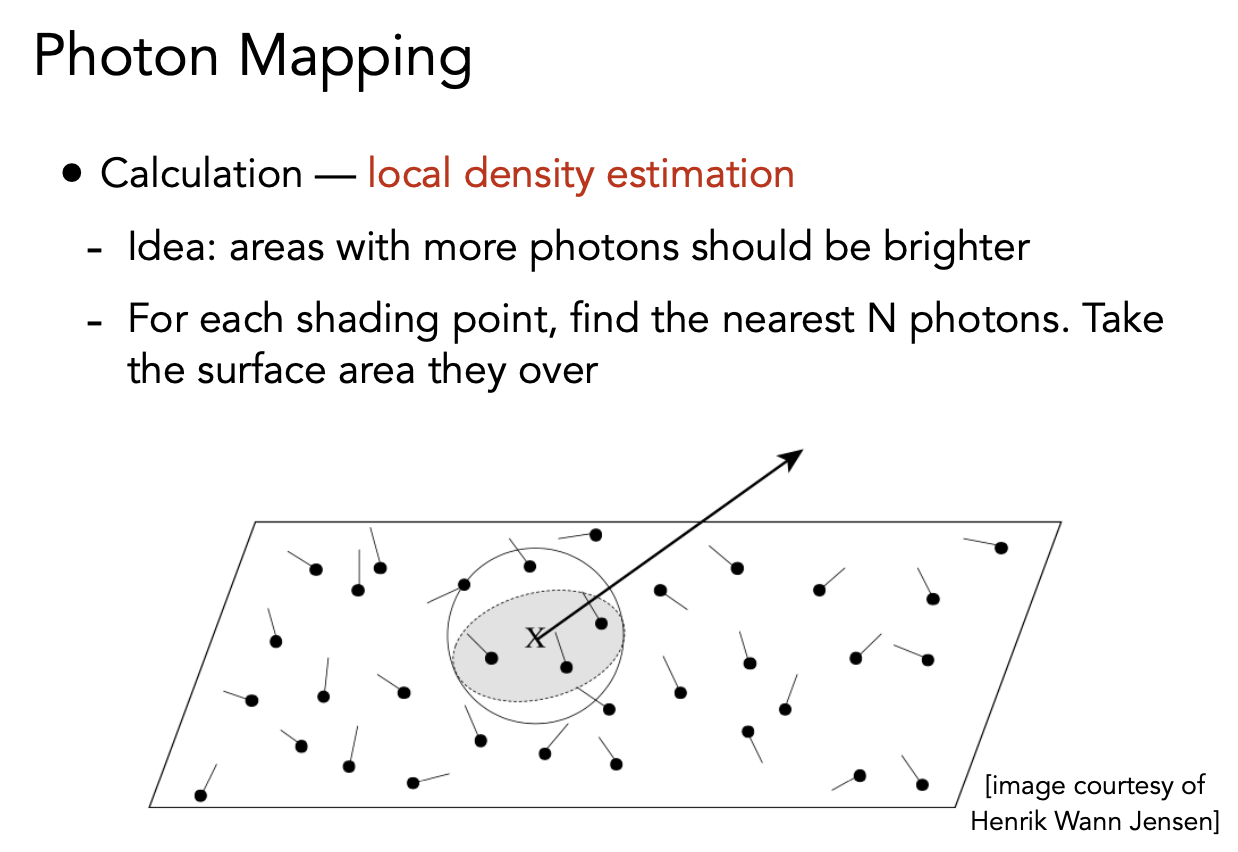 Photon Mapping
● Calculation — local density estimation
- Idea: areas with more photons should be brighter
- For each shading point, find the nearest N photons. Take
the surface area they over
X
[image courtesy of
Henrik Wann Jensen]